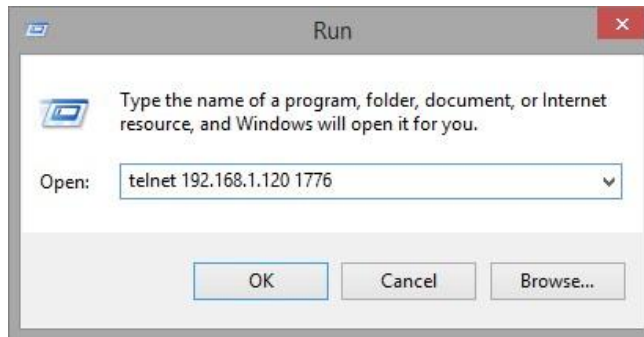 Run
Type the name of a program, folder, document, or Internet
resource, and Windows will open it for you.
Open: telnet 192.168.1.120 1776
OK Cancel Browse...